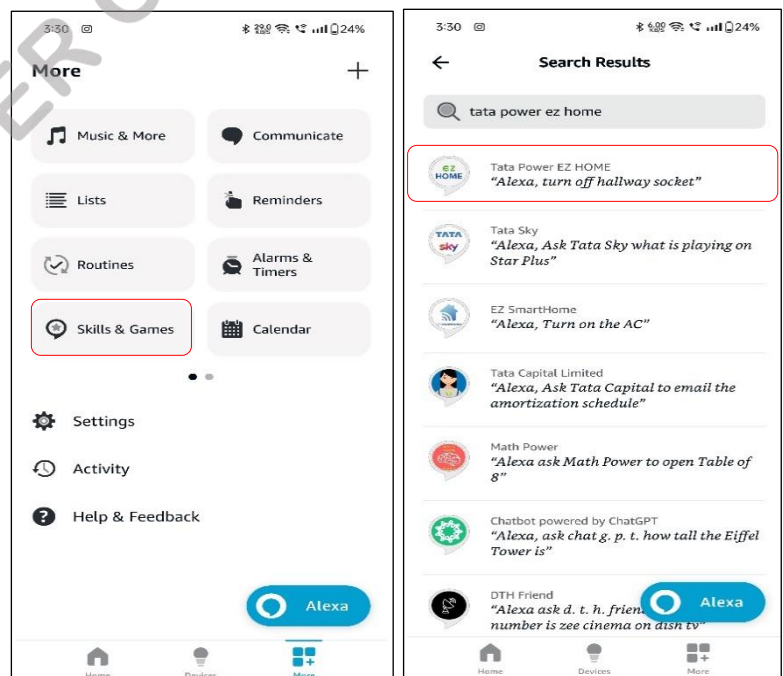 3:30 24%
More
Music & More Communicate
Lists Reminders
Routines Alarms &
Timers
Skills & Games Calendar
Settings
Activity
Help & Feedback
Alexa
Home Devices More
3:30 24%
Search Results
tata power ez home
EZ
HOME
Tata Power EZ HOME
“Alexa, turn off hallway socket”
TATA
sky
Tata Sky
“Alexa, Ask Tata Sky what is playing on
Star Plus”
EZ SmartHome
“Alexa, Turn on the AC”
Tata Capital Limited
“Alexa, Ask Tata Capital to email the
amortization schedule”
Math Power
“Alexa ask Math Power to open Table of
8”
Chatbot powered by ChatGPT
“Alexa, ask chat g. p. t. how tall the Eiffel
Tower is”
DTH Friend
“Alexa ask d. t. h.
number is zee cinema on dish tv”
Alexa
Home Devices More